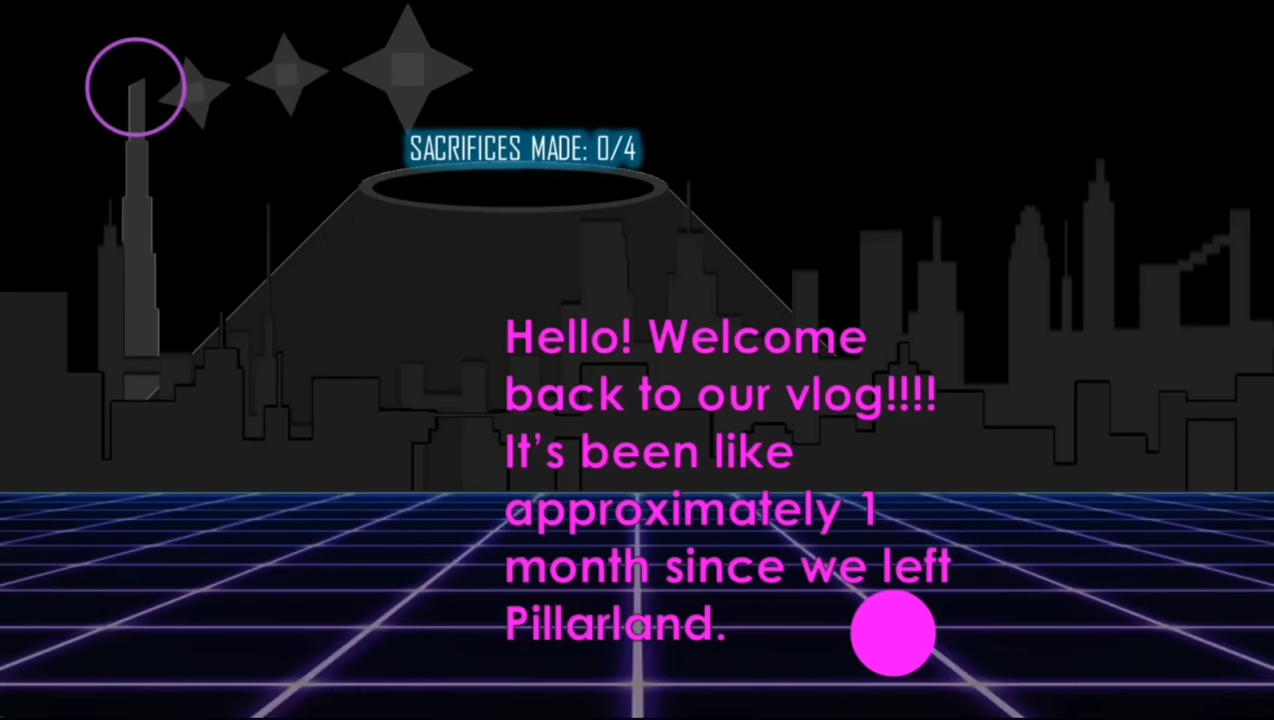 SACRIFICES MADE: 0/4
Hello! Welcome
back to our vlog!!!!
It's been like
approximately 1
month since we left
Pillarland.